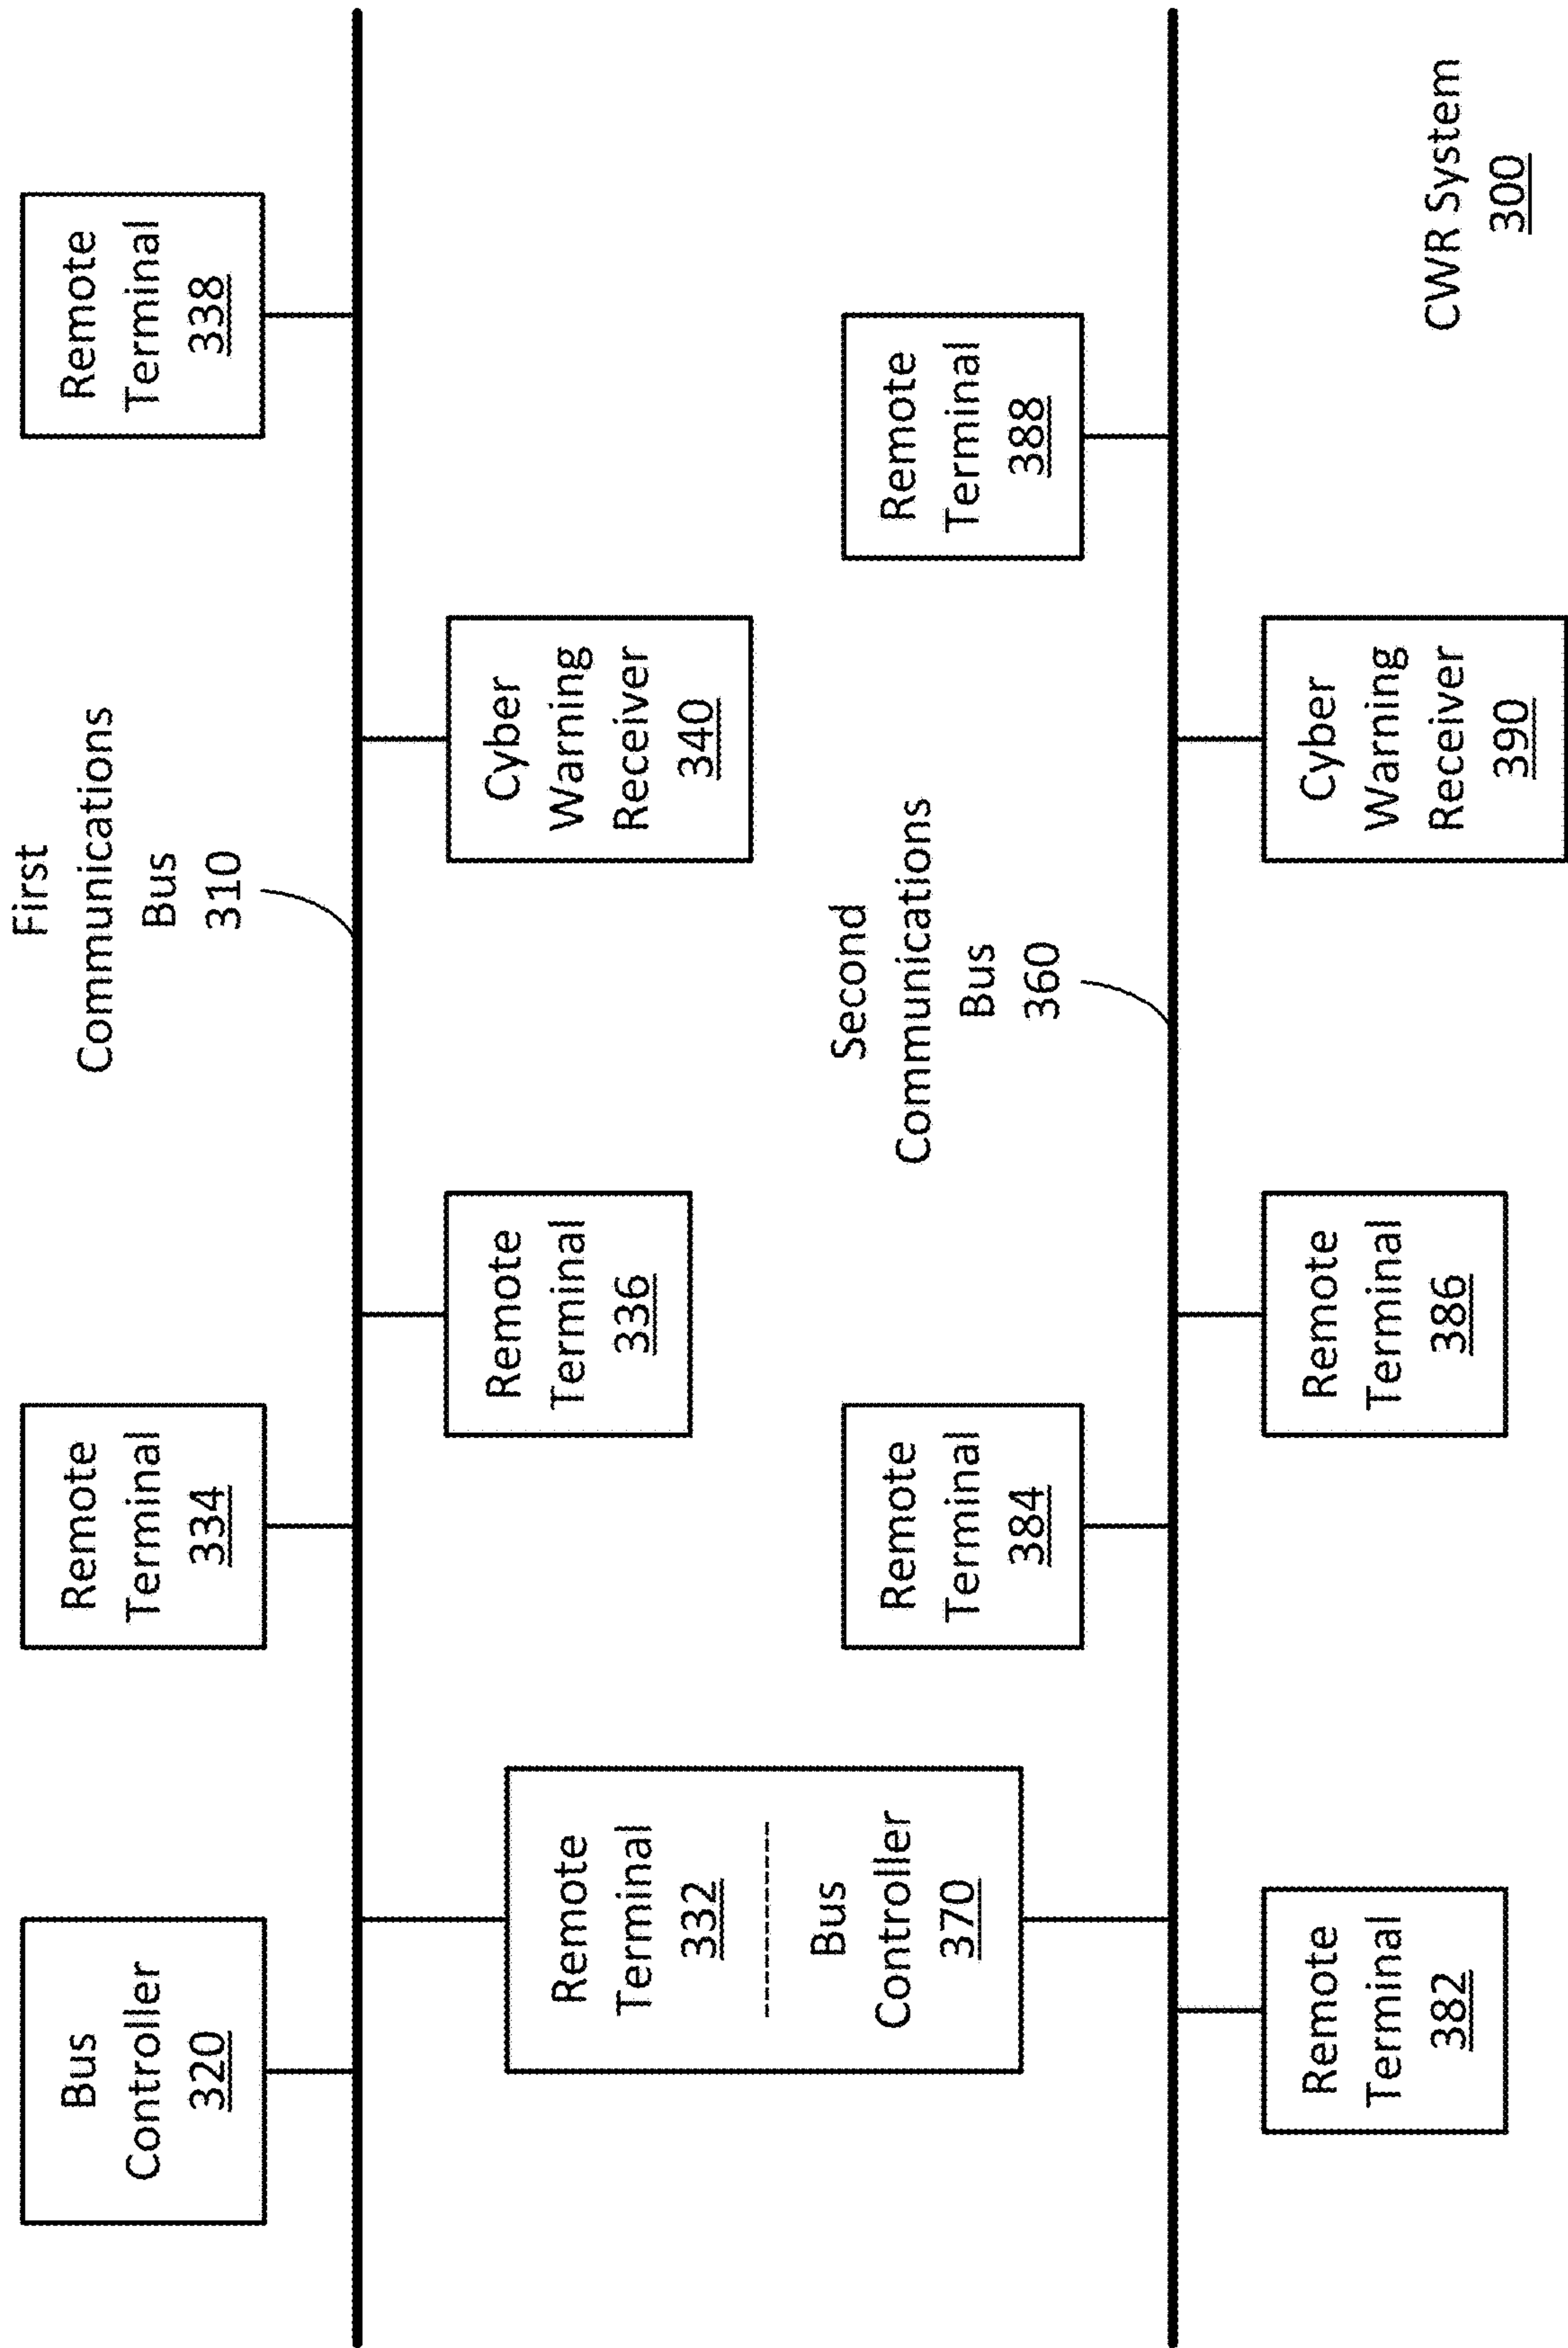 Bus
Controller
320
Remote
Terminal
334
First
Communications
Bus
310
Remote
Terminal
338
Remote
Terminal
332
Bus
Controller
370
Remote
Terminal
336
Cyber
Warning
Receiver
340
Remote
Terminal
384
Second
Communications
Bus
360
Remote
Terminal
388
Remote
Terminal
382
Remote
Terminal
386
Cyber
Warning
Receiver
390
CWR System
300